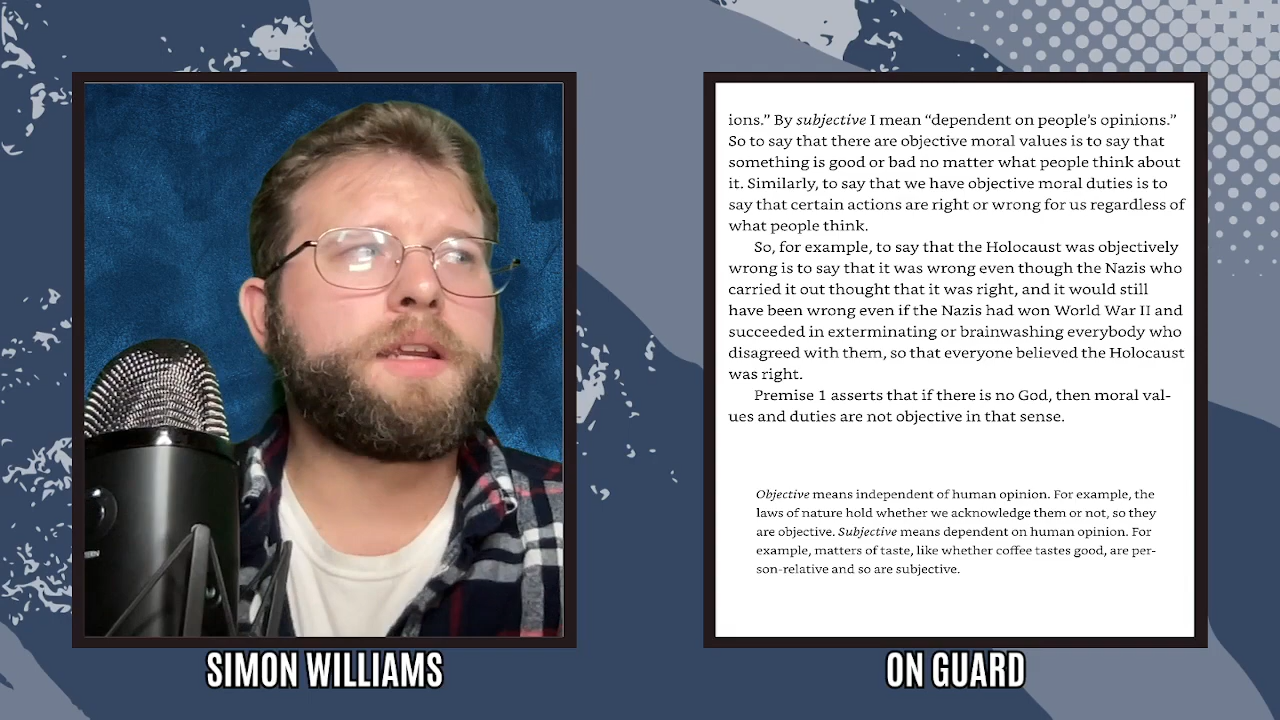 ions.” By subjective I mean “dependent on people’s opinions.”
So to say that there are objective moral values is to say that
something is good or bad no matter what people think about
it. Similarly, to say that we have objective moral duties is to
say that certain actions are right or wrong for us regardless of
what people think.
So, for example, to say that the Holocaust was objectively
wrong is to say that it was wrong even though the Nazis who
carried it out thought that it was right, and it would still
have been wrong even if the Nazis had won World War II and
succeeded in exterminating or brainwashing everybody who
disagreed with them, so that everyone believed the Holocaust
was right.
Premise 1 asserts that if there is no God, then moral val-
ues and duties are not objective in that sense.
Objective means independent of human opinion. For example, the
laws of nature hold whether we acknowledge them or not, so they
are objective. Subjective means dependent on human opinion. For
example, matters of taste, like whether coffee tastes good, are per-
son-relative and so are subjective.
SIMON WILLIAMS
ON GUARD